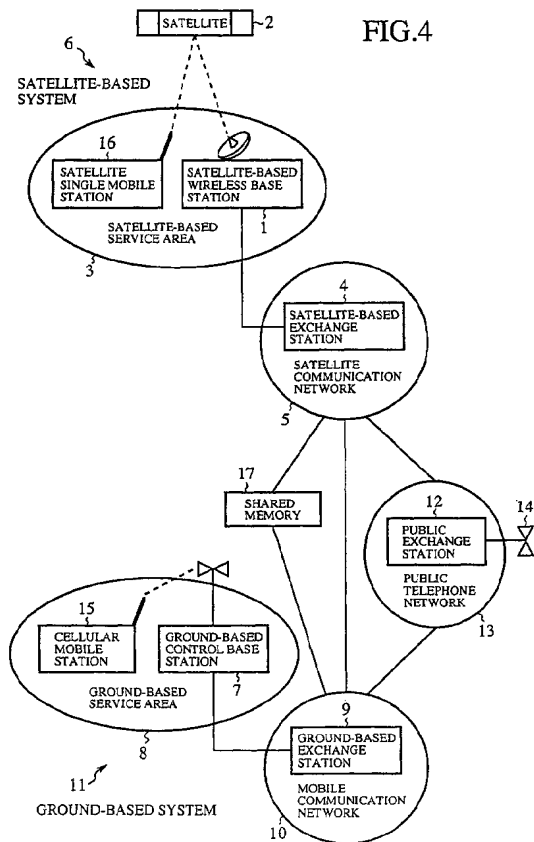 SATELLITE
2
FIG.4
6
SATELLITE-BASED
SYSTEM
16
SATELLITE
SINGLE MOBILE
STATION
SATELLITE-BASED
WIRELESS BASE
STATION
1
SATELLITE-BASED
SERVICE AREA
3
4
SATELLITE-BASED
EXCHANGE
STATION
SATELLITE
COMMUNICATION
NETWORK
5
17
SHARED
MEMORY
12
PUBLIC
EXCHANGE
STATION
14
PUBLIC
TELEPHONE
NETWORK
13
15
CELLULAR
MOBILE
STATION
GROUND-BASED
CONTROL BASE
STATION
7
GROUND-BASED
SERVICE AREA
8
9
GROUND-BASED
EXCHANGE
STATION
MOBILE
COMMUNICATION
NETWORK
10
11
GROUND-BASED SYSTEM